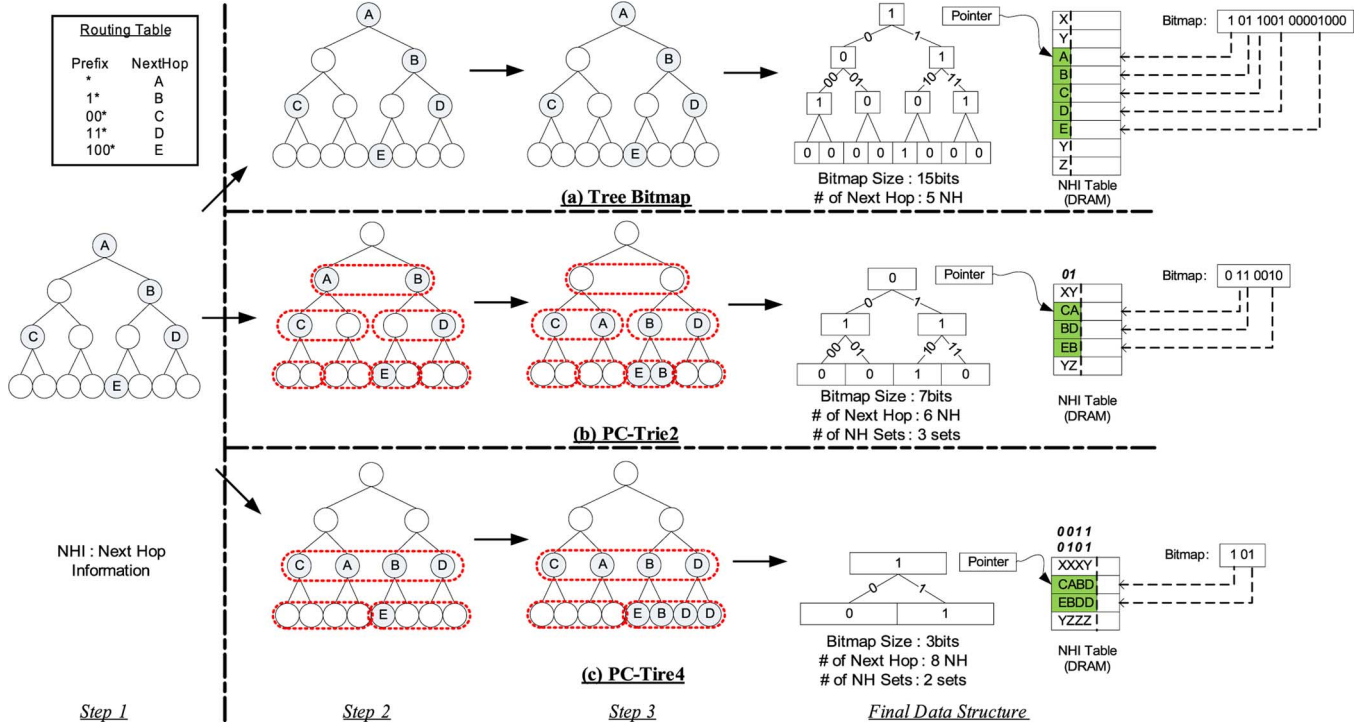 Routing Table
Prefix NextHop
* A
1* B
00* C
11* D
100* E
A
B
C D
E
A
B
C D
E
1
0 1
0 1
00 01 10 11
1 0 0 1
0 0 0 0 1 0 0 0
Bitmap Size : 15bits
# of Next Hop : 5 NH
(a) Tree Bitmap
Pointer
X
Y
A
B
C
D
E
Y
Z
NHI Table
(DRAM)
Bitmap: 1 01 1001 00001000
A
B
C D
E
A B
C D
E
C A B D
E B
0
0 1
1 1
00 01 10 11
0 0 1 0
Bitmap Size : 7bits
# of Next Hop : 6 NH
# of NH Sets : 3 sets
(b) PC-Trie2
Pointer
01
XY
CA
BD
EB
YZ
NHI Table
(DRAM)
Bitmap: 0 11 0010
NHI : Next Hop
Information
C A B D
E
C A B D
E B D D
1
0 1
0 1
Bitmap Size : 3bits
# of Next Hop : 8 NH
# of NH Sets : 2 sets
(c) PC-Tire4
Pointer
0011
0101
XXXY
CABD
EBDD
YZZZ
NHI Table
(DRAM)
Bitmap: 1 01
Step 1 Step 2 Step 3 Final Data Structure